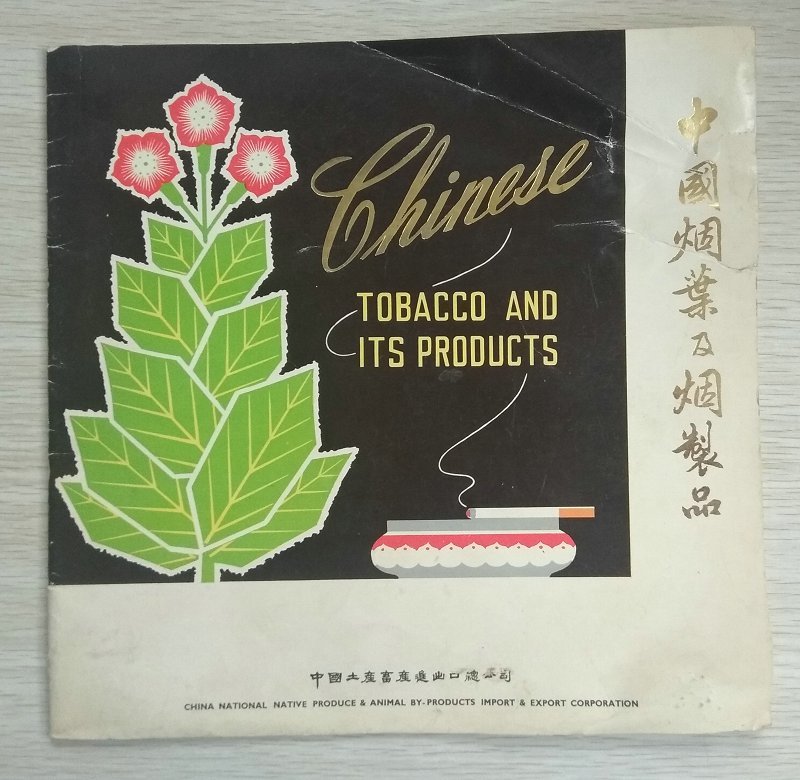 Chinese
TOBACCO AND
ITS PRODUCTS
中國烟葉及烟製品
中國土產畜產進出口總公司
CHINA NATIONAL NATIVE PRODUCE & ANIMAL BY-PRODUCTS IMPORT & EXPORT CORPORATION